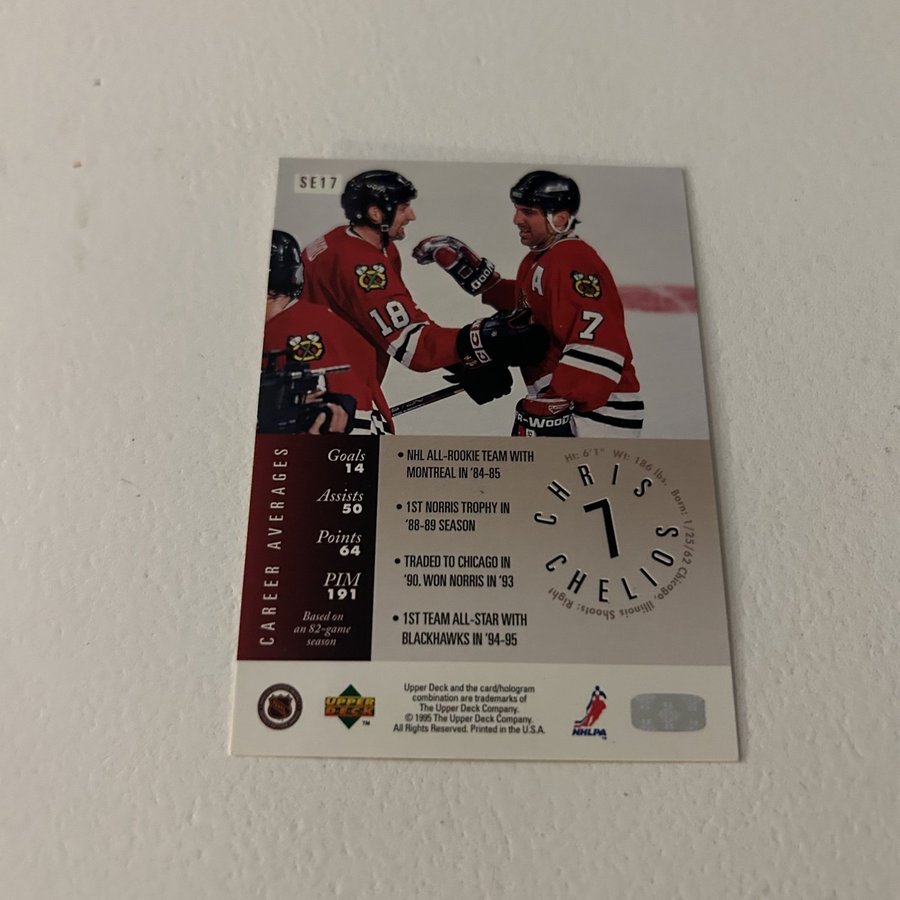 SE17
18
A
7
CAREER AVERAGES
Goals
14
Assists
50
Points
64
PIM
191
Based on
an 82-game
season
• NHL ALL-ROOKIE TEAM WITH
MONTREAL IN '84-85
• 1ST NORRIS TROPHY IN
'88-89 SEASON
• TRADED TO CHICAGO IN
'90. WON NORRIS IN '93
• 1ST TEAM ALL-STAR WITH
BLACKHAWKS IN '94-95
Ht: 6'1" Wt: 186 lbs. Born: 1/25/62 Chicago, Illinois Shoots: Right
CHRIS
7
CHELIOS
UPPER
DECK
TM
Upper Deck and the card/hologram
combination are trademarks of
The Upper Deck Company.
© 1995 The Upper Deck Company.
All Rights Reserved. Printed in the U.S.A.
NHLPA